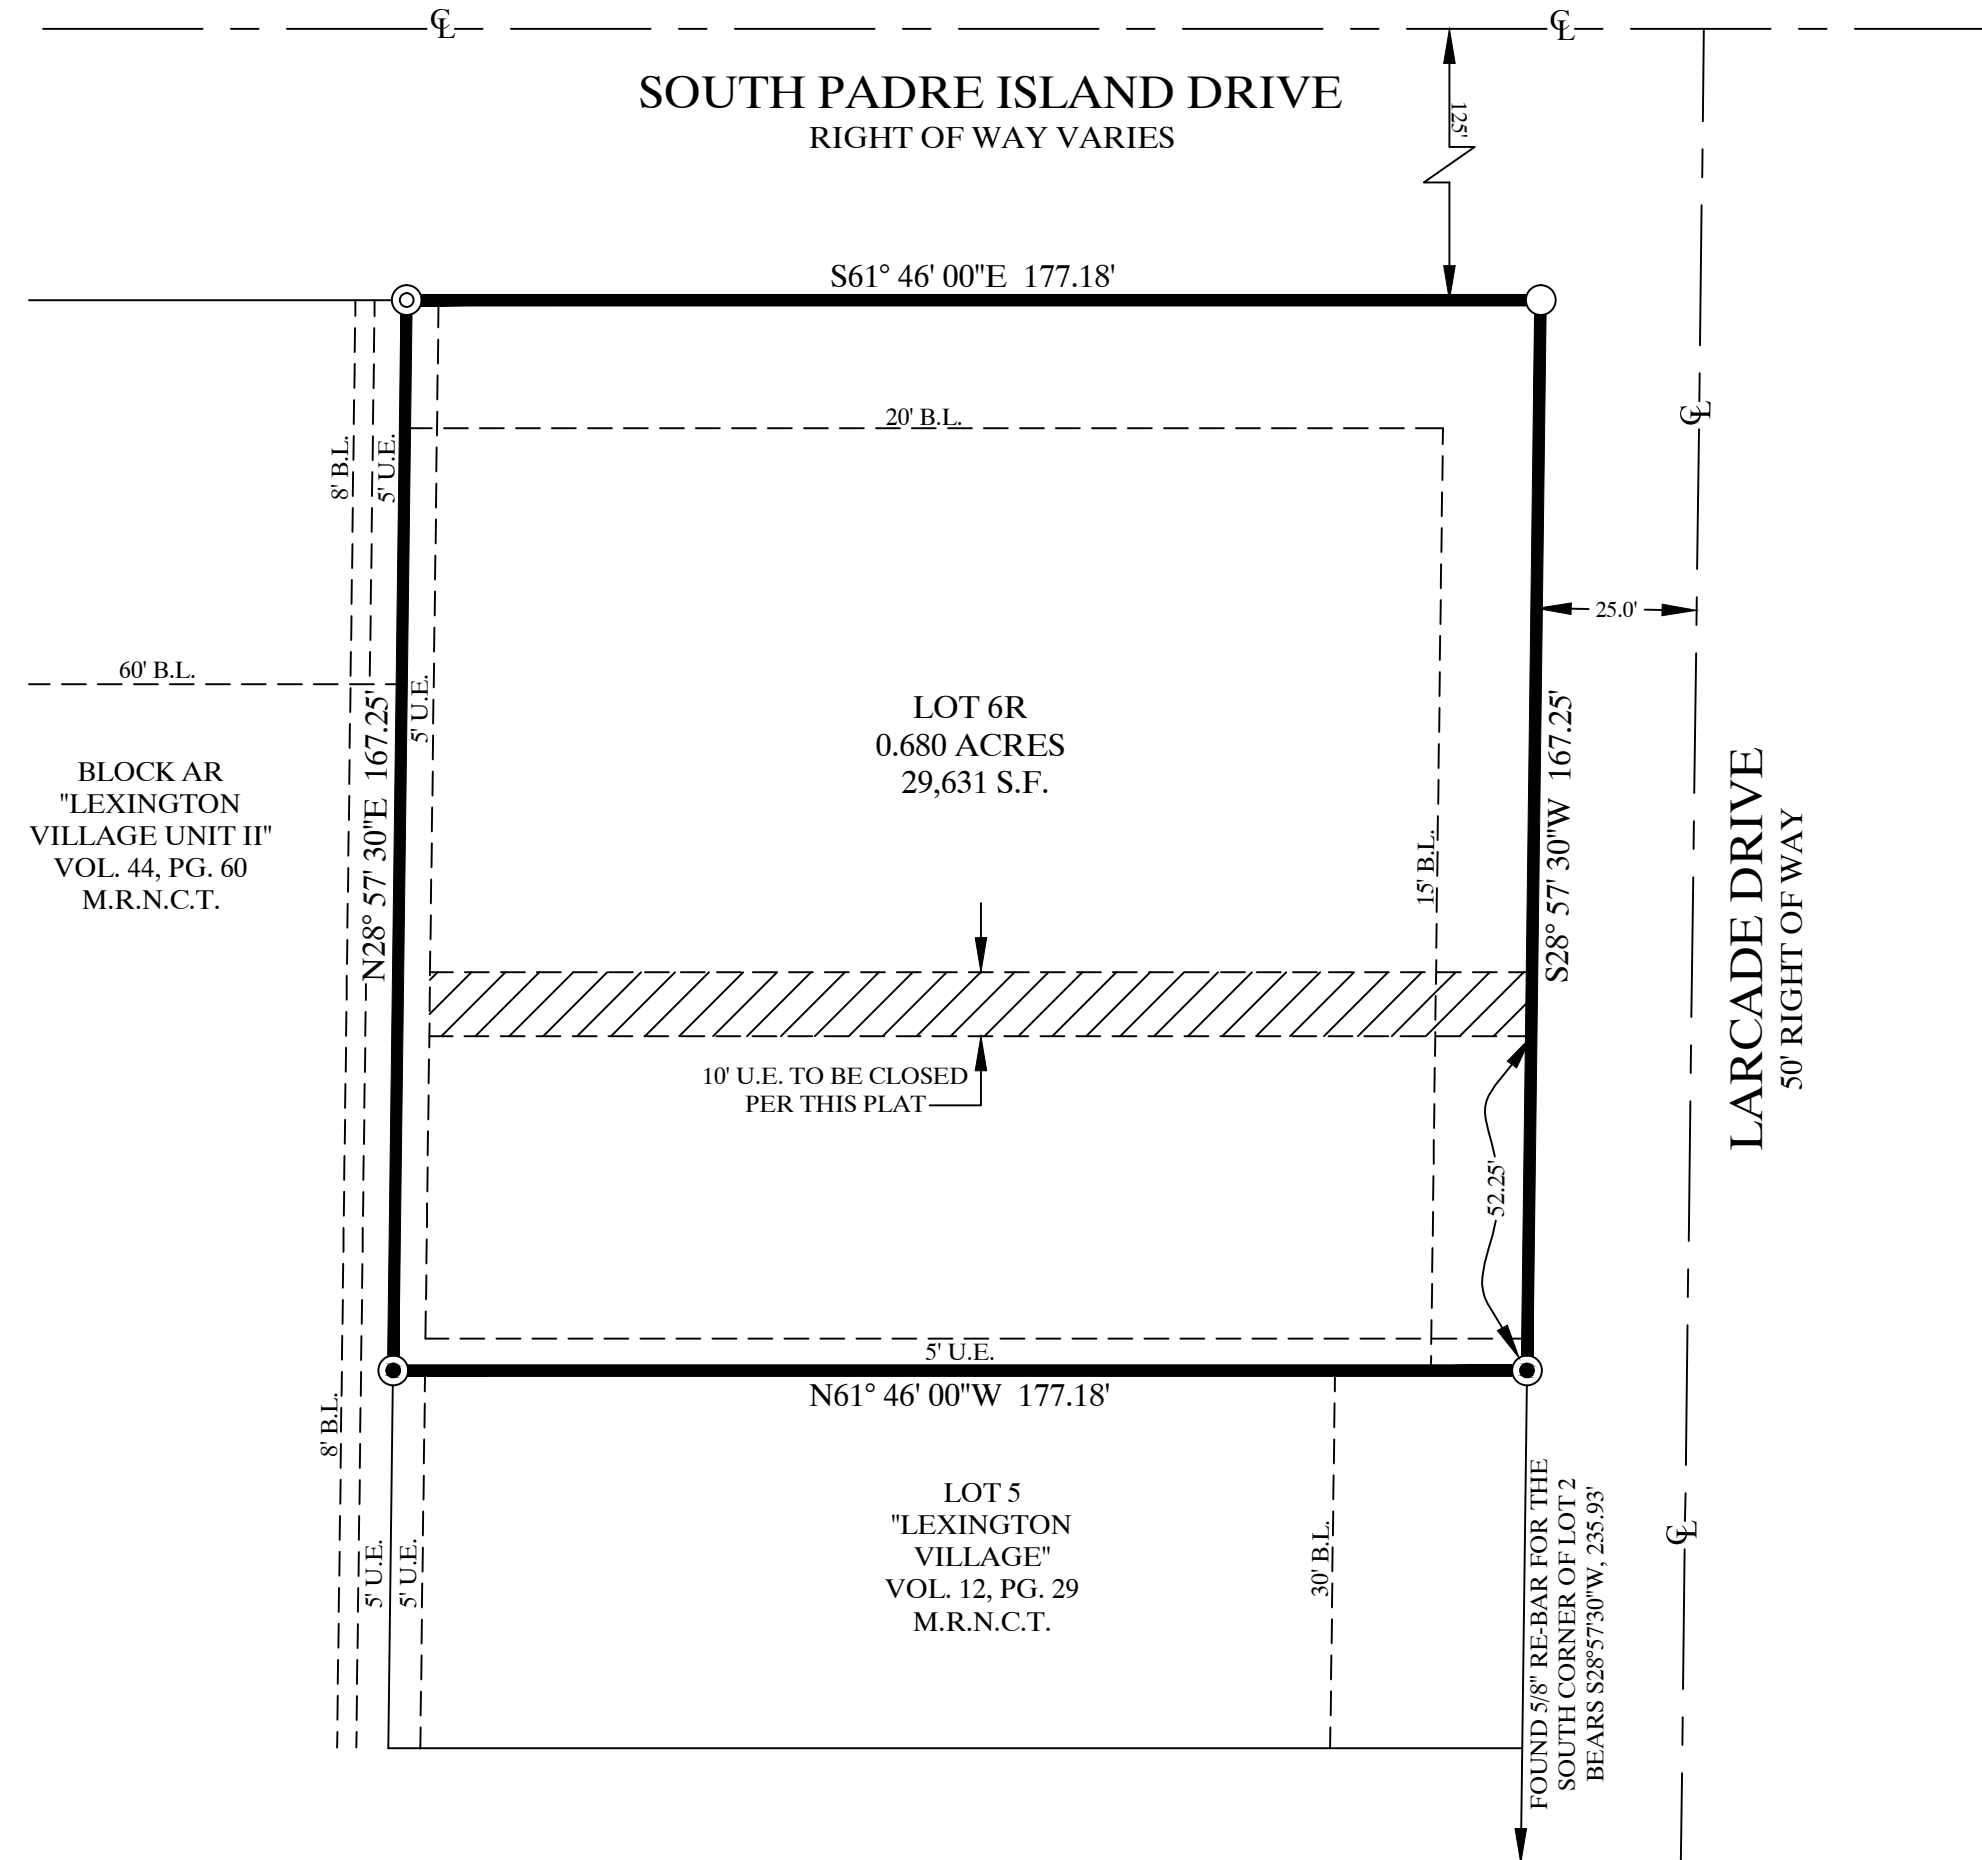 ℄
℄
SOUTH PADRE ISLAND DRIVE
RIGHT OF WAY VARIES
125'
S61° 46' 00"E 177.18'
20' B.L.
℄
8' B.L.
5' U.E.
25.0'
60' B.L.
5' U.E.
N28° 57' 30"E 167.25'
LOT 6R
0.680 ACRES
29,631 S.F.
S28° 57' 30"W 167.25'
BLOCK AR
"LEXINGTON
VILLAGE UNIT II"
VOL. 44, PG. 60
M.R.N.C.T.
15' B.L.
LARCADE DRIVE
50' RIGHT OF WAY
10' U.E. TO BE CLOSED
PER THIS PLAT
52.25'
5' U.E.
N61° 46' 00"W 177.18'
8' B.L.
LOT 5
"LEXINGTON
VILLAGE"
VOL. 12, PG. 29
M.R.N.C.T.
5' U.E.
5' U.E.
30' B.L.
FOUND 5/8" RE-BAR FOR THE
SOUTH CORNER OF LOT 2
BEARS S28°57'30"W, 235.93'
℄